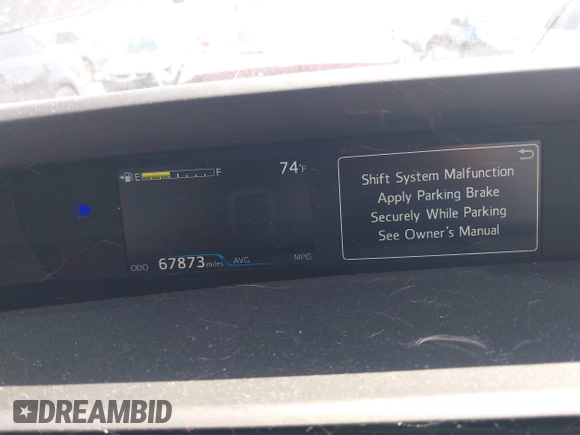 E F
74°F
Shift System Malfunction
Apply Parking Brake
Securely While Parking
See Owner's Manual
ODO 67873 miles AVG MPG
DREAMBID